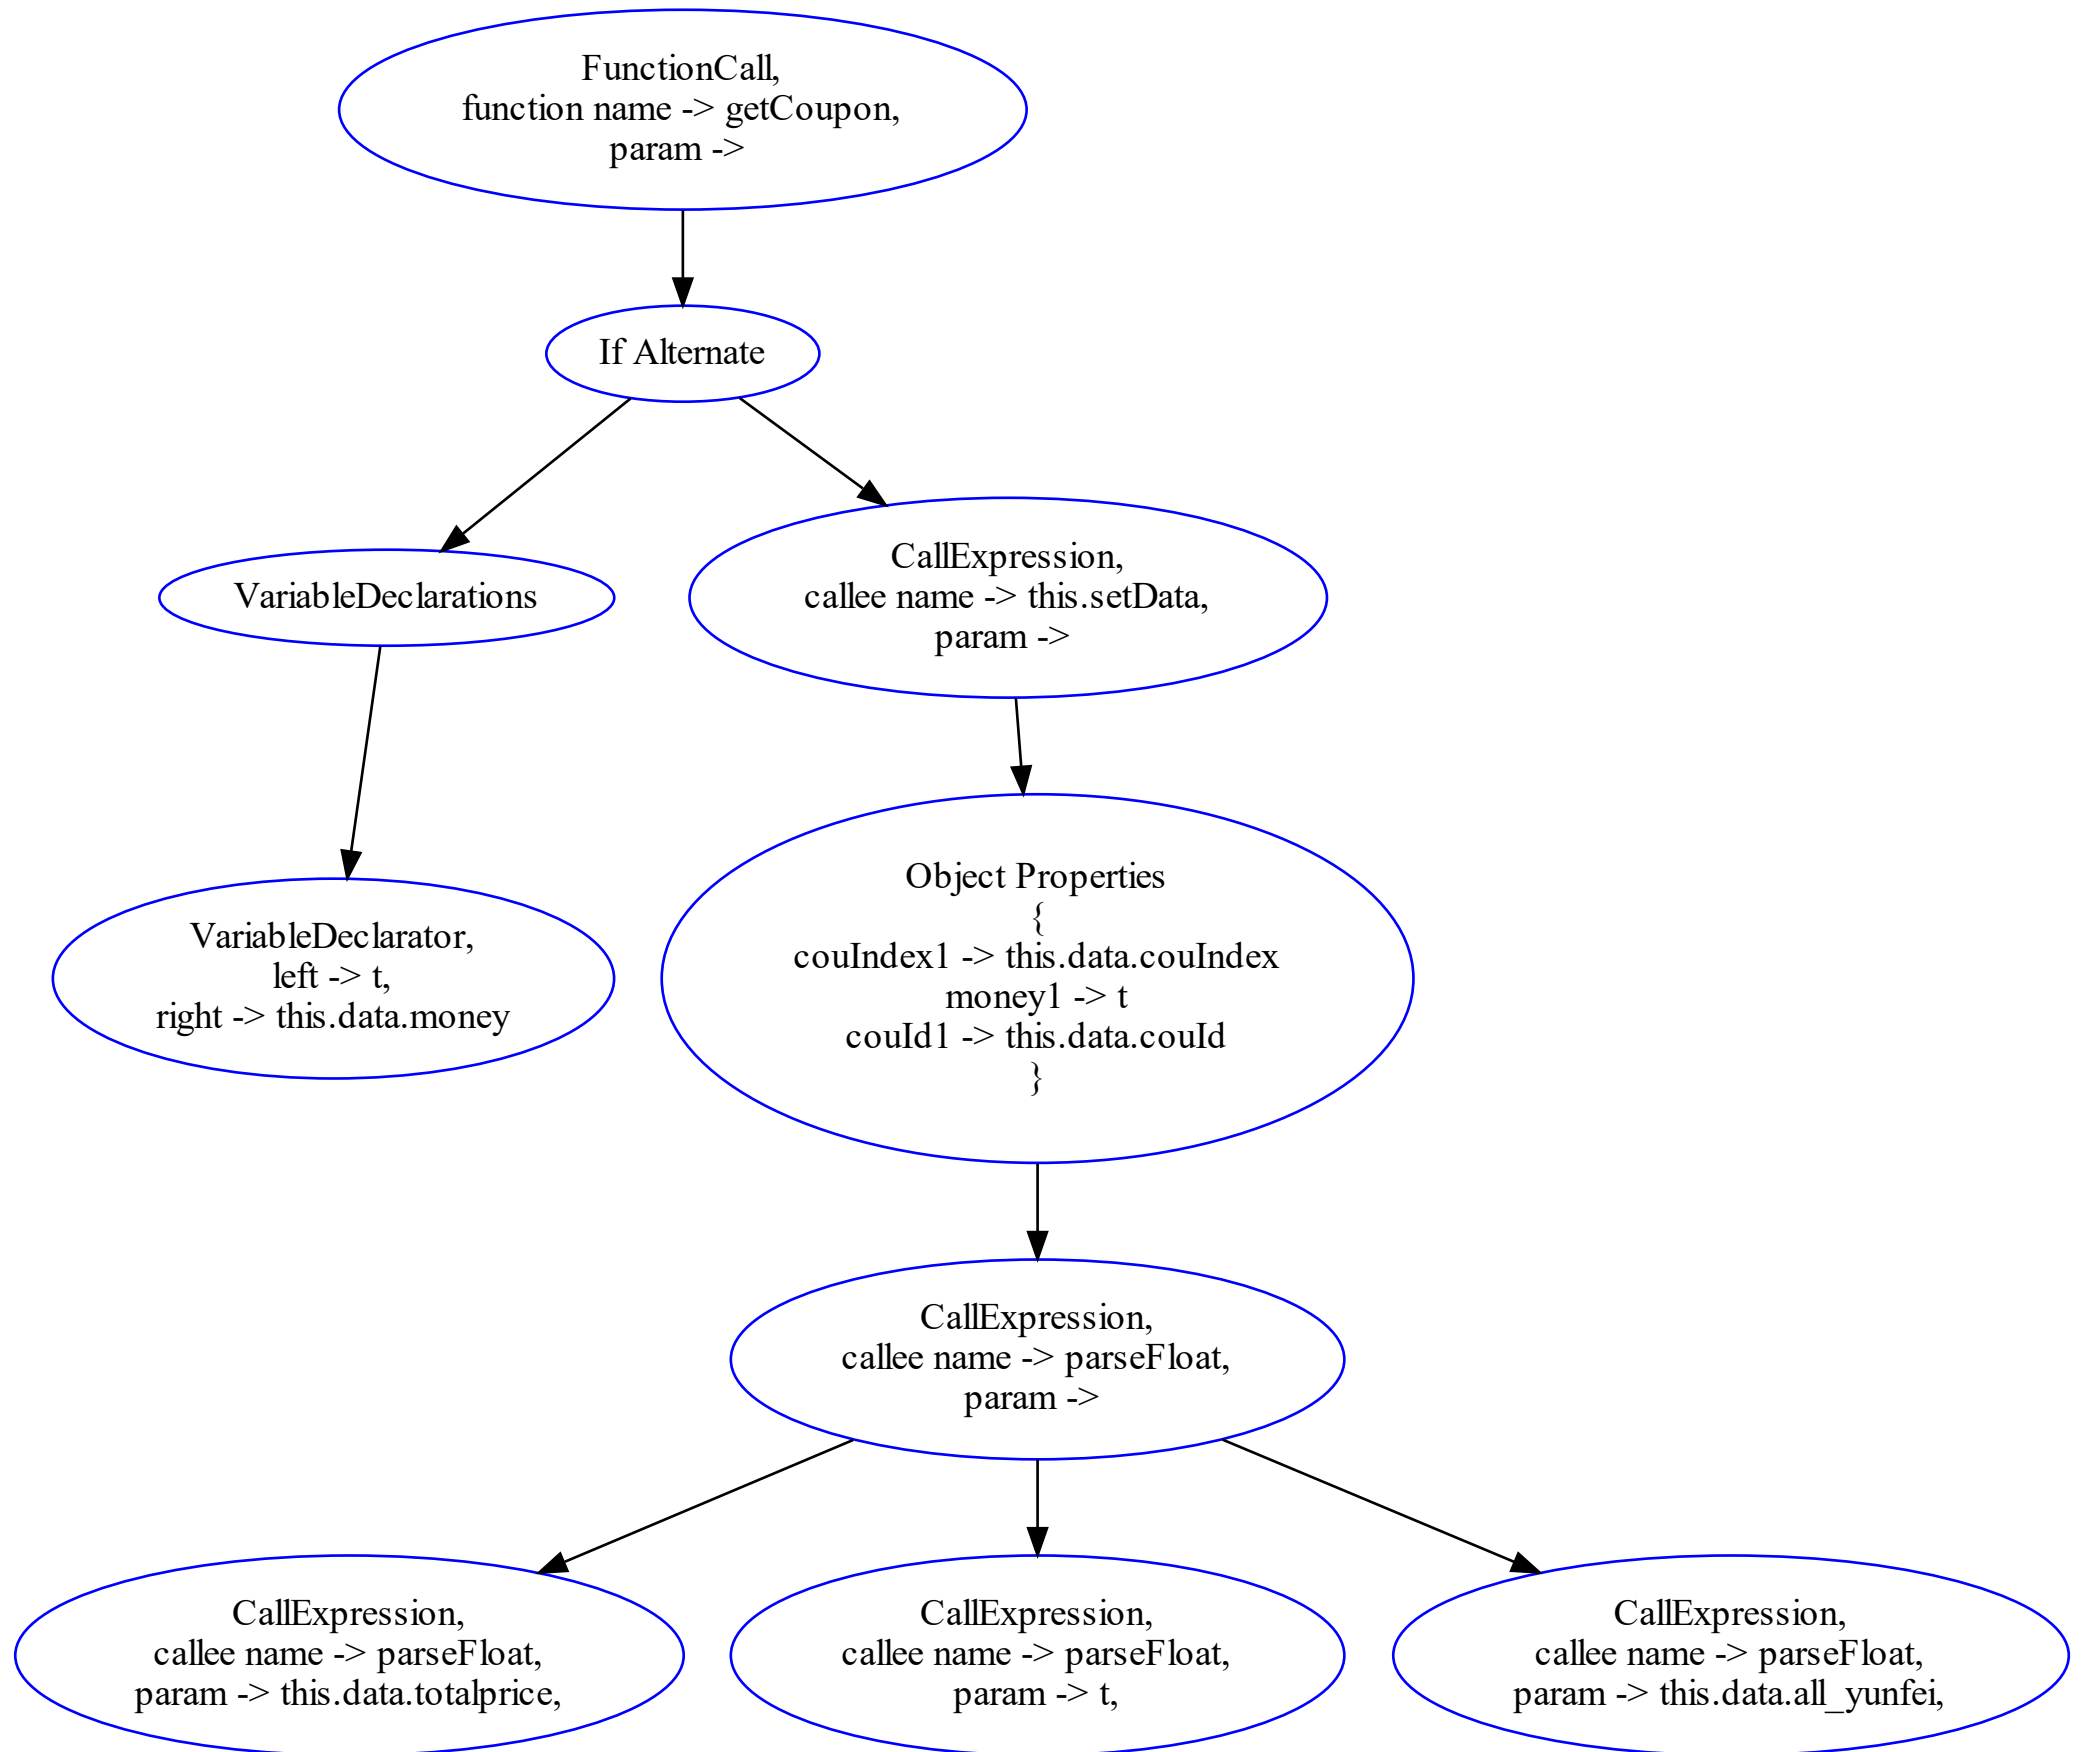 FunctionCall,
function name -> getCoupon,
param ->
If Alternate
VariableDeclarations
CallExpression,
callee name -> this.setData,
param ->
VariableDeclarator,
left -> t,
right -> this.data.money
Object Properties
{
couIndex1 -> this.data.couIndex
money1 -> t
couId1 -> this.data.couId
}
CallExpression,
callee name -> parseFloat,
param ->
CallExpression,
callee name -> parseFloat,
param -> this.data.totalprice,
CallExpression,
callee name -> parseFloat,
param -> t,
CallExpression,
callee name -> parseFloat,
param -> this.data.all_yunfei,